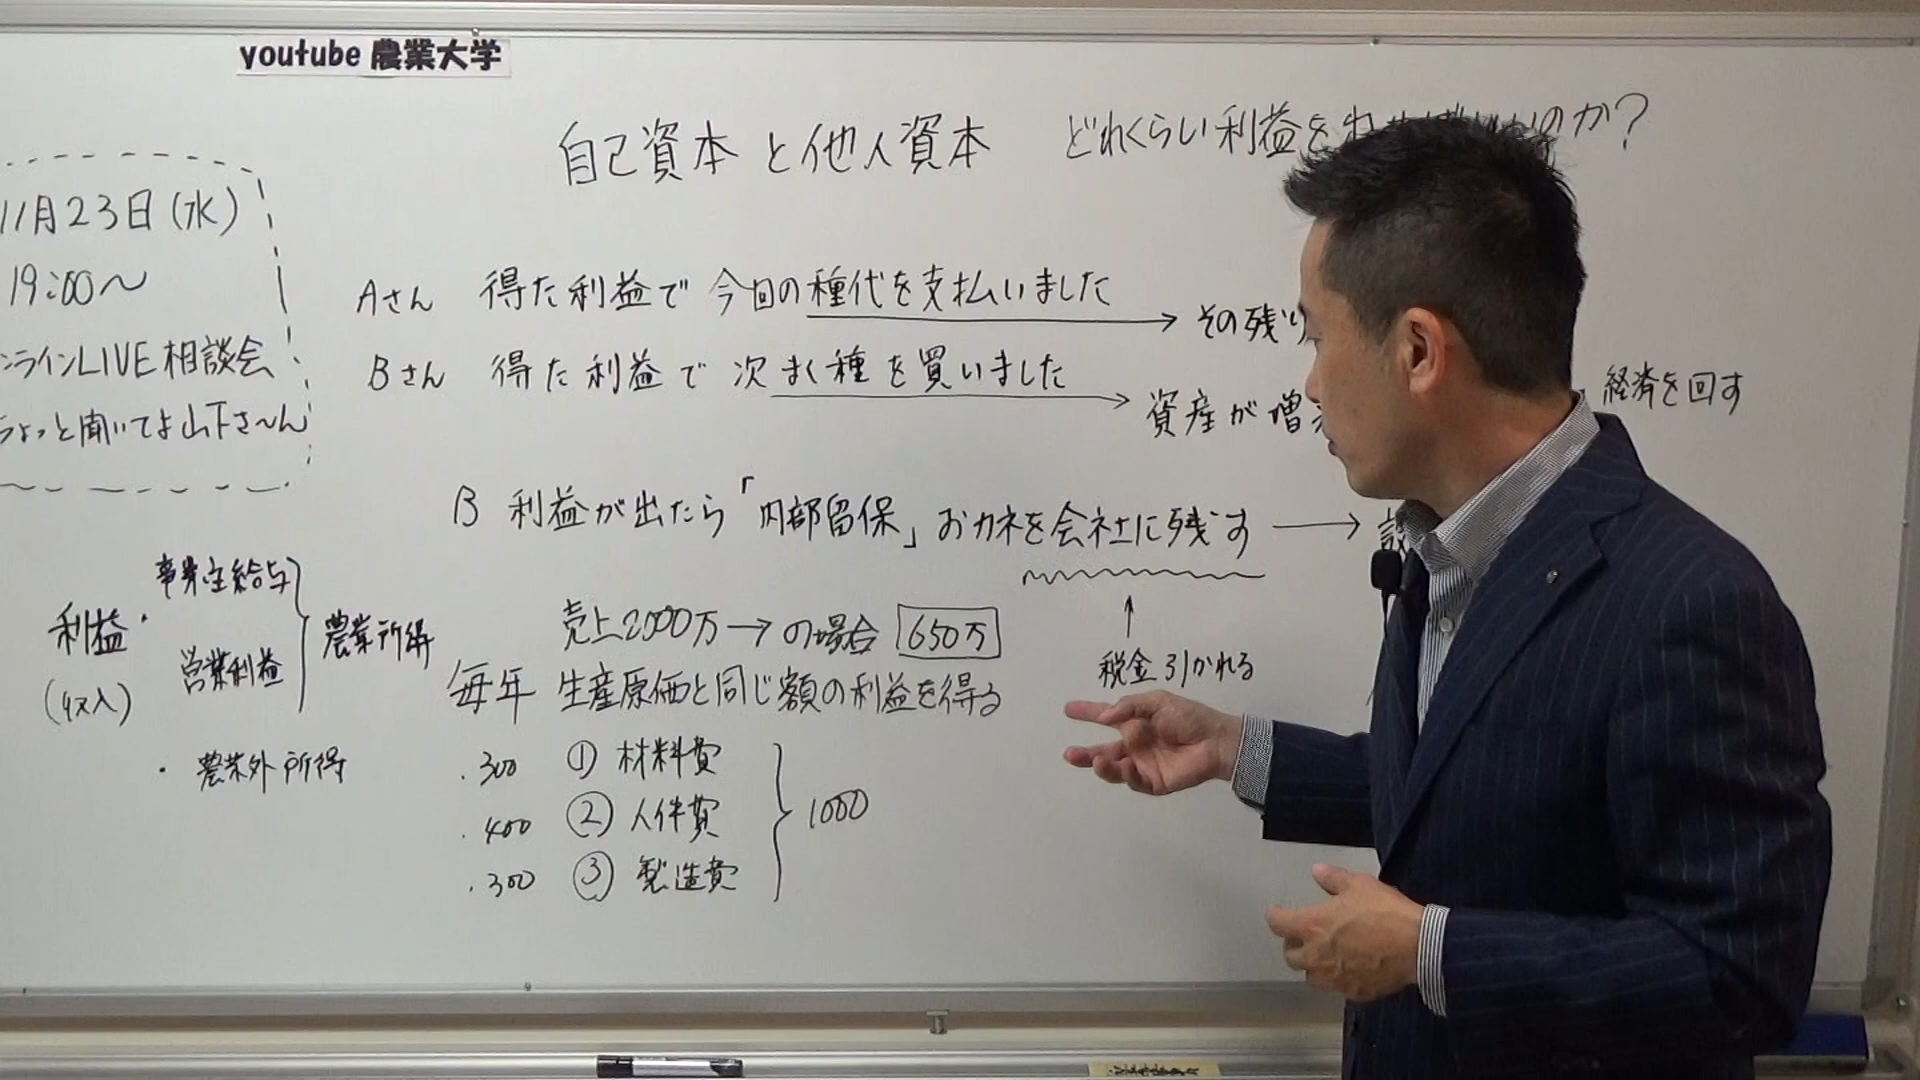 youtube 農業大学
自己資本 と 他人資本 どれくらい利益を のか?
11月23日(水)
19:00〜
ンラインLIVE相談会
ちょっと聞いてよ山下さ〜ん
Aさん 得た利益で 今回の種代を支払いました → その残り
Bさん 得た利益で 次まく種を買いました → 資産が増 経済を回す
B 利益が出たら「内部留保」おカネを会社に残す → 設
↑
税金引かれる
利益 ・事業主給与
営業利益
農業所得
(収入)
・農業外所得
売上2000万→の場合 650万
毎年 生産原価と同じ額の利益を得る
.300 ① 材料費
.400 ② 人件費
.300 ③ 製造費
1000